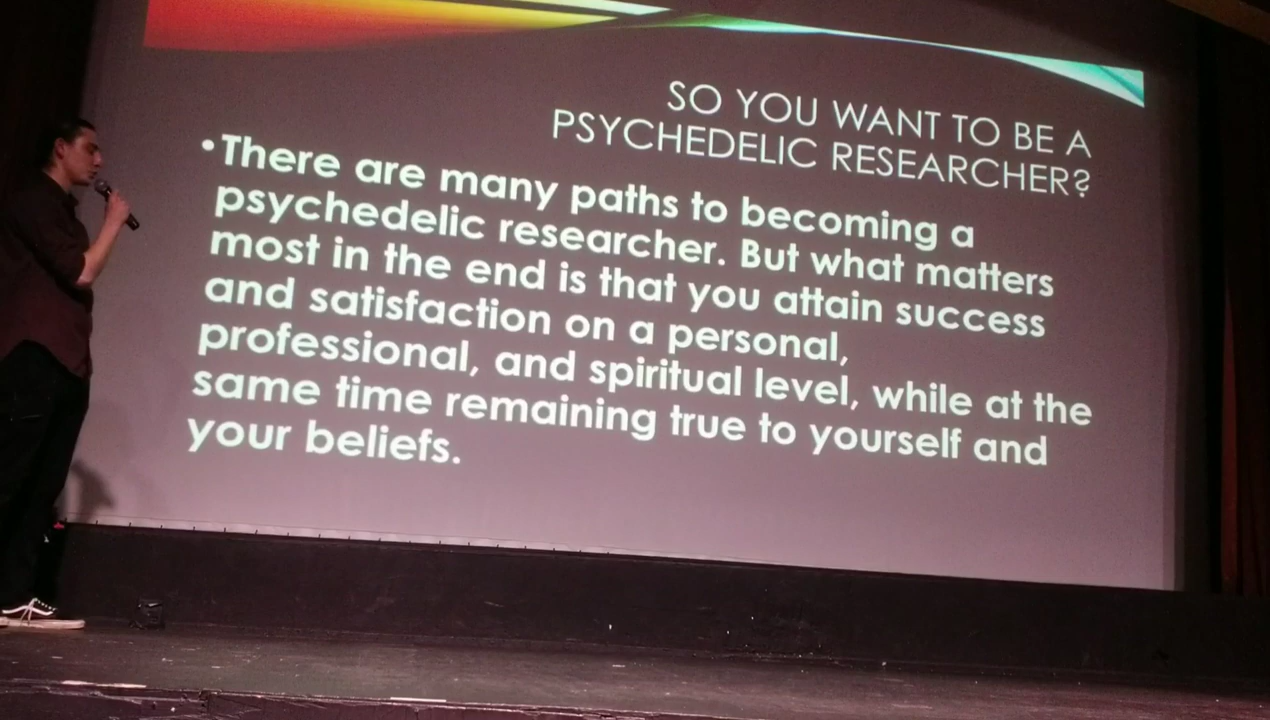 SO YOU WANT TO BE A
PSYCHEDELIC RESEARCHER?
•There are many paths to becoming a
psychedelic researcher. But what matters
most in the end is that you attain success
and satisfaction on a personal,
professional, and spiritual level, while at the
same time remaining true to yourself and
your beliefs.